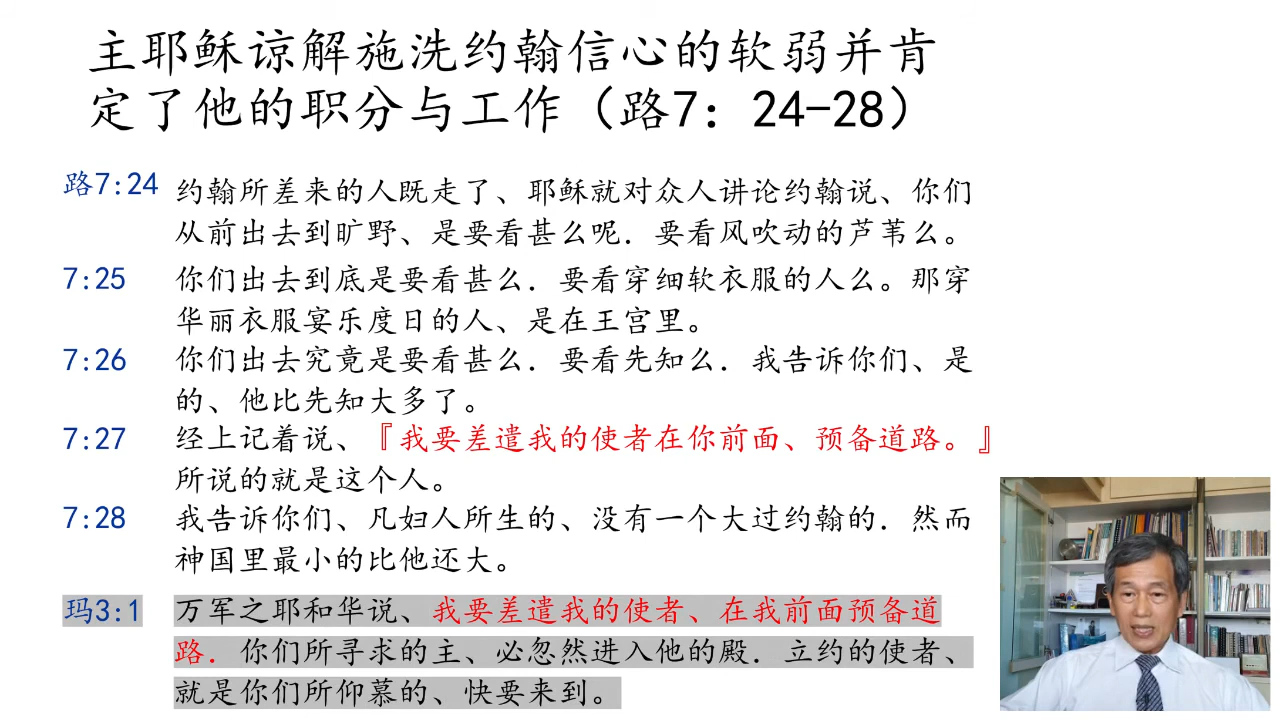 主耶稣谅解施洗约翰信心的软弱并肯
定了他的职分与工作（路7：24-28）
路7:24 约翰所差来的人既走了、耶稣就对众人讲论约翰说、你们
从前出去到旷野、是要看甚么呢．要看风吹动的芦苇么。
7:25 你们出去到底是要看甚么．要看穿细软衣服的人么。那穿
华丽衣服宴乐度日的人、是在王宫里。
7:26 你们出去究竟是要看甚么．要看先知么．我告诉你们、是
的、他比先知大多了。
7:27 经上记着说、『我要差遣我的使者在你前面、预备道路。』
所说的就是这个人。
7:28 我告诉你们、凡妇人所生的、没有一个大过约翰的．然而
神国里最小的比他还大。
玛3:1 万军之耶和华说、我要差遣我的使者、在我前面预备道
路．你们所寻求的主、必忽然进入他的殿．立约的使者、
就是你们所仰慕的、快要来到。